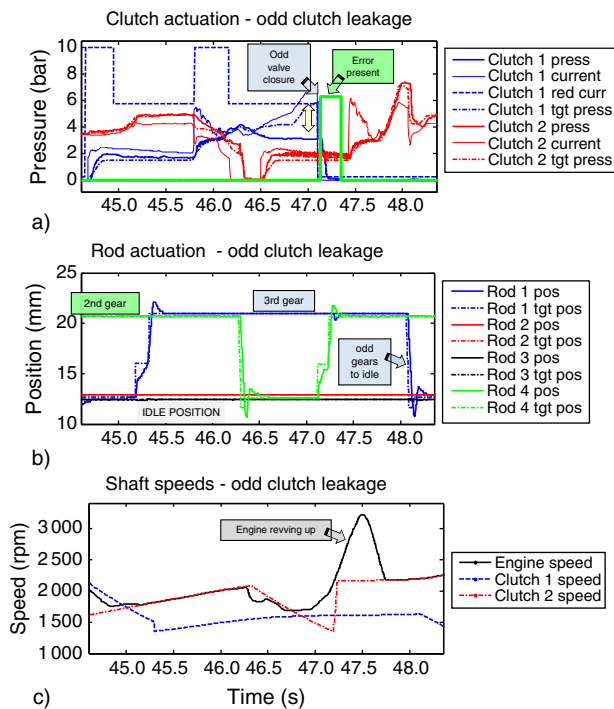 Clutch actuation - odd clutch leakage
Pressure (bar)
10
8
6
4
2
0
Odd
valve
closure
Error
present
45.0 45.5 46.0 46.5 47.0 47.5 48.0
a)
Clutch 1 press
Clutch 1 current
Clutch 1 red curr
Clutch 1 tgt press
Clutch 2 press
Clutch 2 current
Clutch 2 tgt press
Rod actuation - odd clutch leakage
Position (mm)
25
20
15
10
2nd gear
3rd gear
odd
gears
to idle
IDLE POSITION
45.0 45.5 46.0 46.5 47.0 47.5 48.0
b)
Rod 1 pos
Rod 1 tgt pos
Rod 2 pos
Rod 2 tgt pos
Rod 3 pos
Rod 3 tgt pos
Rod 4 pos
Rod 4 tgt pos
Shaft speeds - odd clutch leakage
Speed (rpm)
3 000
2 000
1500
1 000
Engine revving up
45.0 45.5 46.0 46.5 47.0 47.5 48.0
c)
Time (s)
Engine speed
Clutch 1 speed
Clutch 2 speed